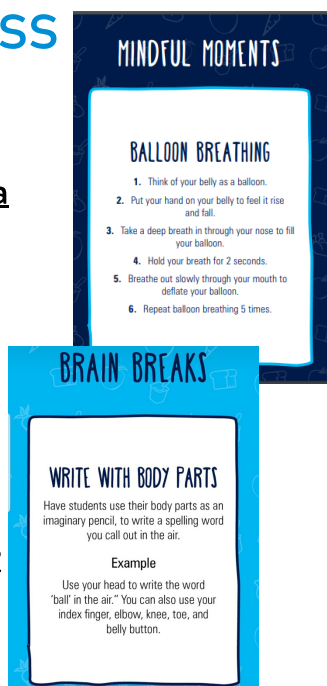 ss
MINDFUL MOMENTS
a
BALLOON BREATHING
1. Think of your belly as a balloon.
2. Put your hand on your belly to feel it rise
and fall.
3. Take a deep breath in through your nose to fill
your balloon.
4. Hold your breath for 2 seconds.
5. Breathe out slowly through your mouth to
deflate your balloon.
6. Repeat balloon breathing 5 times.
BRAIN BREAKS
WRITE WITH BODY PARTS
Have students use their body parts as an
imaginary pencil, to write a spelling word
you call out in the air.
Example
Use your head to write the word
‘ball’ in the air.” You can also use your
index finger, elbow, knee, toe, and
belly button.